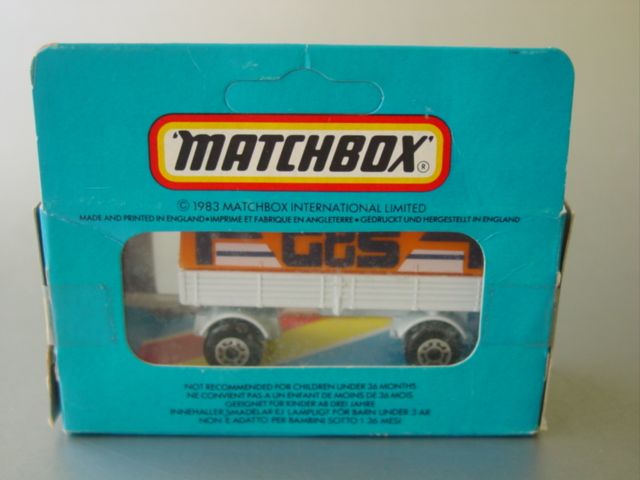 "MATCHBOX" ®
© 1983 MATCHBOX INTERNATIONAL LIMITED
MADE AND PRINTED IN ENGLAND • IMPRIME ET FABRIQUE EN ANGLETERRE • GEDRUCKT UND HERGESTELLT IN ENGLAND
NOT RECOMMENDED FOR CHILDREN UNDER 36 MONTHS.
NE CONVIENT PAS A UN ENFANT DE MOINS DE 36 MOIS
GEEIGNET FÜR KINDER AB DREI JAHRE
INNEHALLER SMADELAR EJ LAMPLIGT FÖR BARN UNDER 3 AR
NON E ADATTO PER BAMBINI SOTTO I 36 MESI